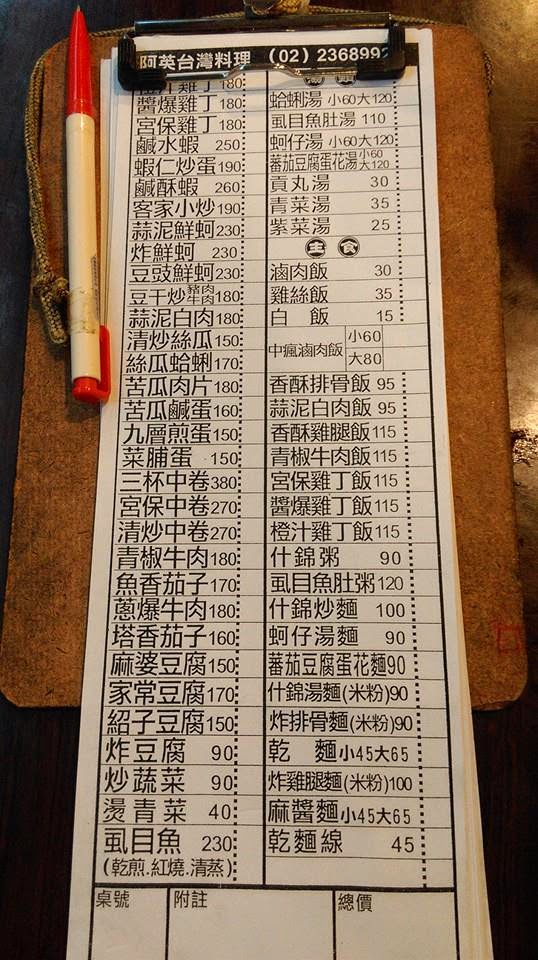 阿英台灣料理 (02) 236899
雞丁 180
醬爆雞丁 180
宮保雞丁 180
鹹水蝦 250
蝦仁炒蛋 190
鹹酥蝦 260
客家小炒 190
蒜泥鮮蚵 230
炸鮮蚵 230
豆豉鮮蚵 230
豆干炒豬肉牛肉 180
蒜泥白肉 180
清炒絲瓜 150
絲瓜蛤蜊 170
苦瓜肉片 180
苦瓜鹹蛋 160
九層煎蛋 150
菜脯蛋 150
三杯中卷 380
宮保中卷 270
清炒中卷 270
青椒牛肉 180
魚香茄子 170
蔥爆牛肉 180
塔香茄子 160
麻婆豆腐 150
家常豆腐 170
紹子豆腐 150
炸豆腐 90
炒蔬菜 90
燙青菜 40
虱目魚 230
(乾煎.紅燒.清蒸)
蛤蜊湯 小60大120
虱目魚肚湯 110
蚵仔湯 小60大120
蕃茄豆腐蛋花湯 小60大120
貢丸湯 30
青菜湯 35
紫菜湯 25
主食
滷肉飯 30
雞絲飯 35
白飯 15
中瘋滷肉飯 小60 大80
香酥排骨飯 95
蒜泥白肉飯 95
香酥雞腿飯 115
青椒牛肉飯 115
宮保雞丁飯 115
醬爆雞丁飯 115
橙汁雞丁飯 115
什錦粥 90
虱目魚肚粥 120
什錦炒麵 100
蚵仔湯麵 90
蕃茄豆腐蛋花麵 90
什錦湯麵(米粉) 90
炸排骨麵(米粉) 90
乾麵 小45大65
炸雞腿麵(米粉) 100
麻醬麵 小45大65
乾麵線 45
桌號 附註 總價